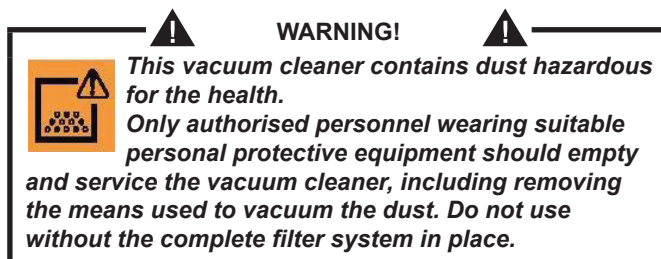 WARNING!
This vacuum cleaner contains dust hazardous
for the health.
Only authorised personnel wearing suitable
personal protective equipment should empty
and service the vacuum cleaner, including removing
the means used to vacuum the dust. Do not use
without the complete filter system in place.